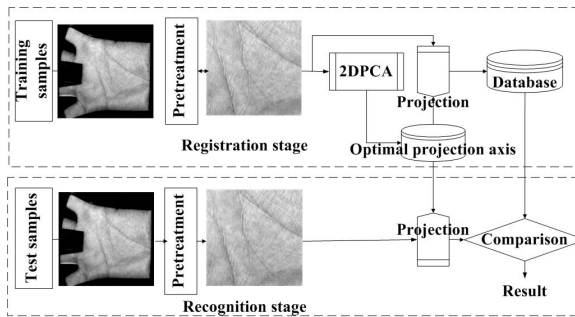 Training
samples
Pretreatment
2DPCA
Projection
Database
Registration stage
Optimal projection axis
Test samples
Pretreatment
Projection
Comparison
Result
Recognition stage